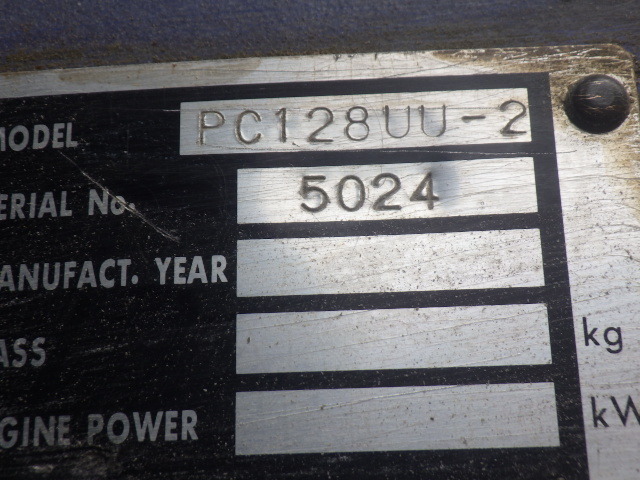 MODEL PC128UU-2
ERIAL No. 5024
ANUFACT. YEAR
ASS kg
GINE POWER kW